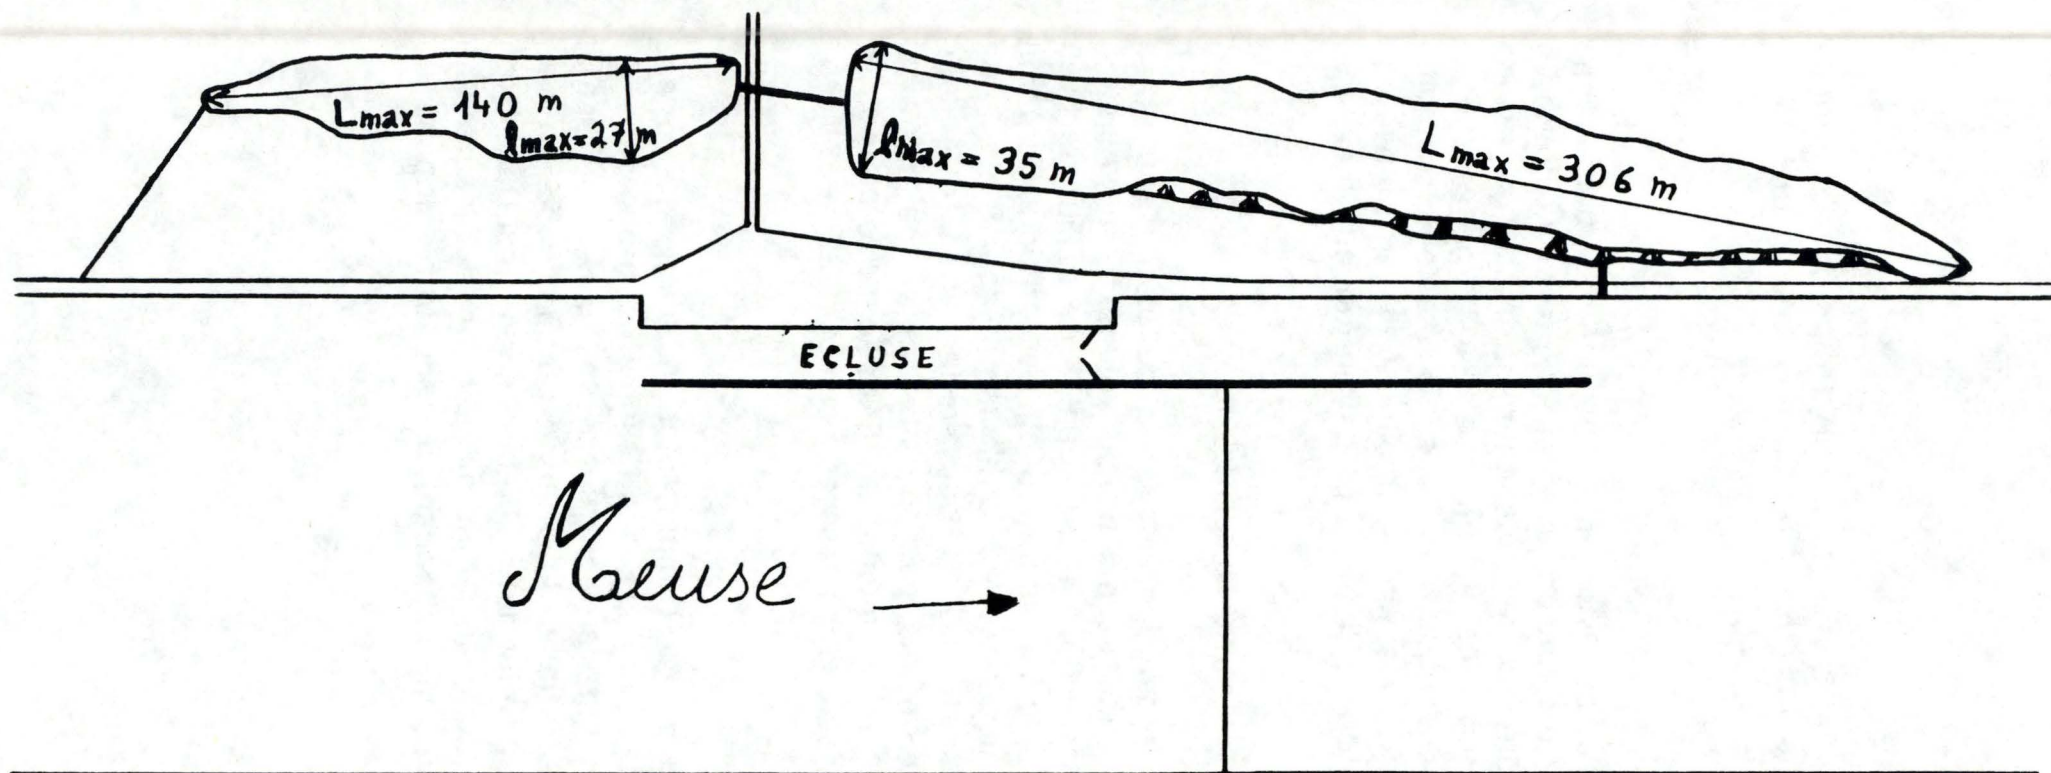 Lmax = 140 m
lmax=27 m
lmax = 35 m
Lmax = 306 m
ECLUSE
Meuse